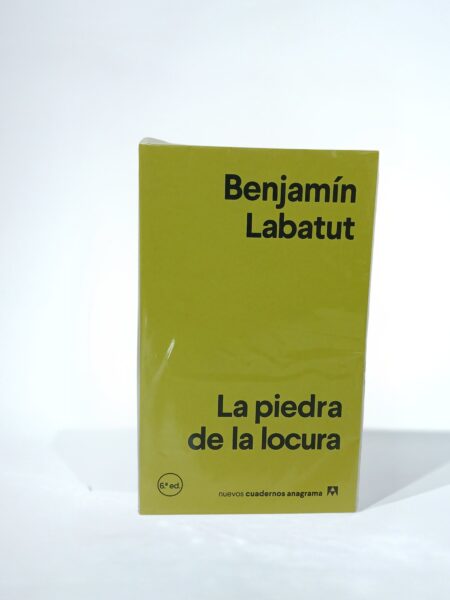 Benjamín
Labatut
La piedra
de la locura
6.ª ed.
nuevos cuadernos anagrama